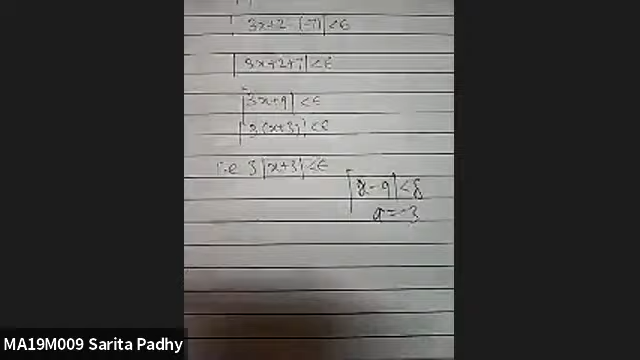 |3x+2-(-7)|<ϵ
|3x+2+7|<ϵ
|3x+9|<ϵ
|3(x+3)|<ϵ
i.e 3|x+3|<ϵ
|x-a|<δ
a=-3
MA19M009 Sarita Padhy